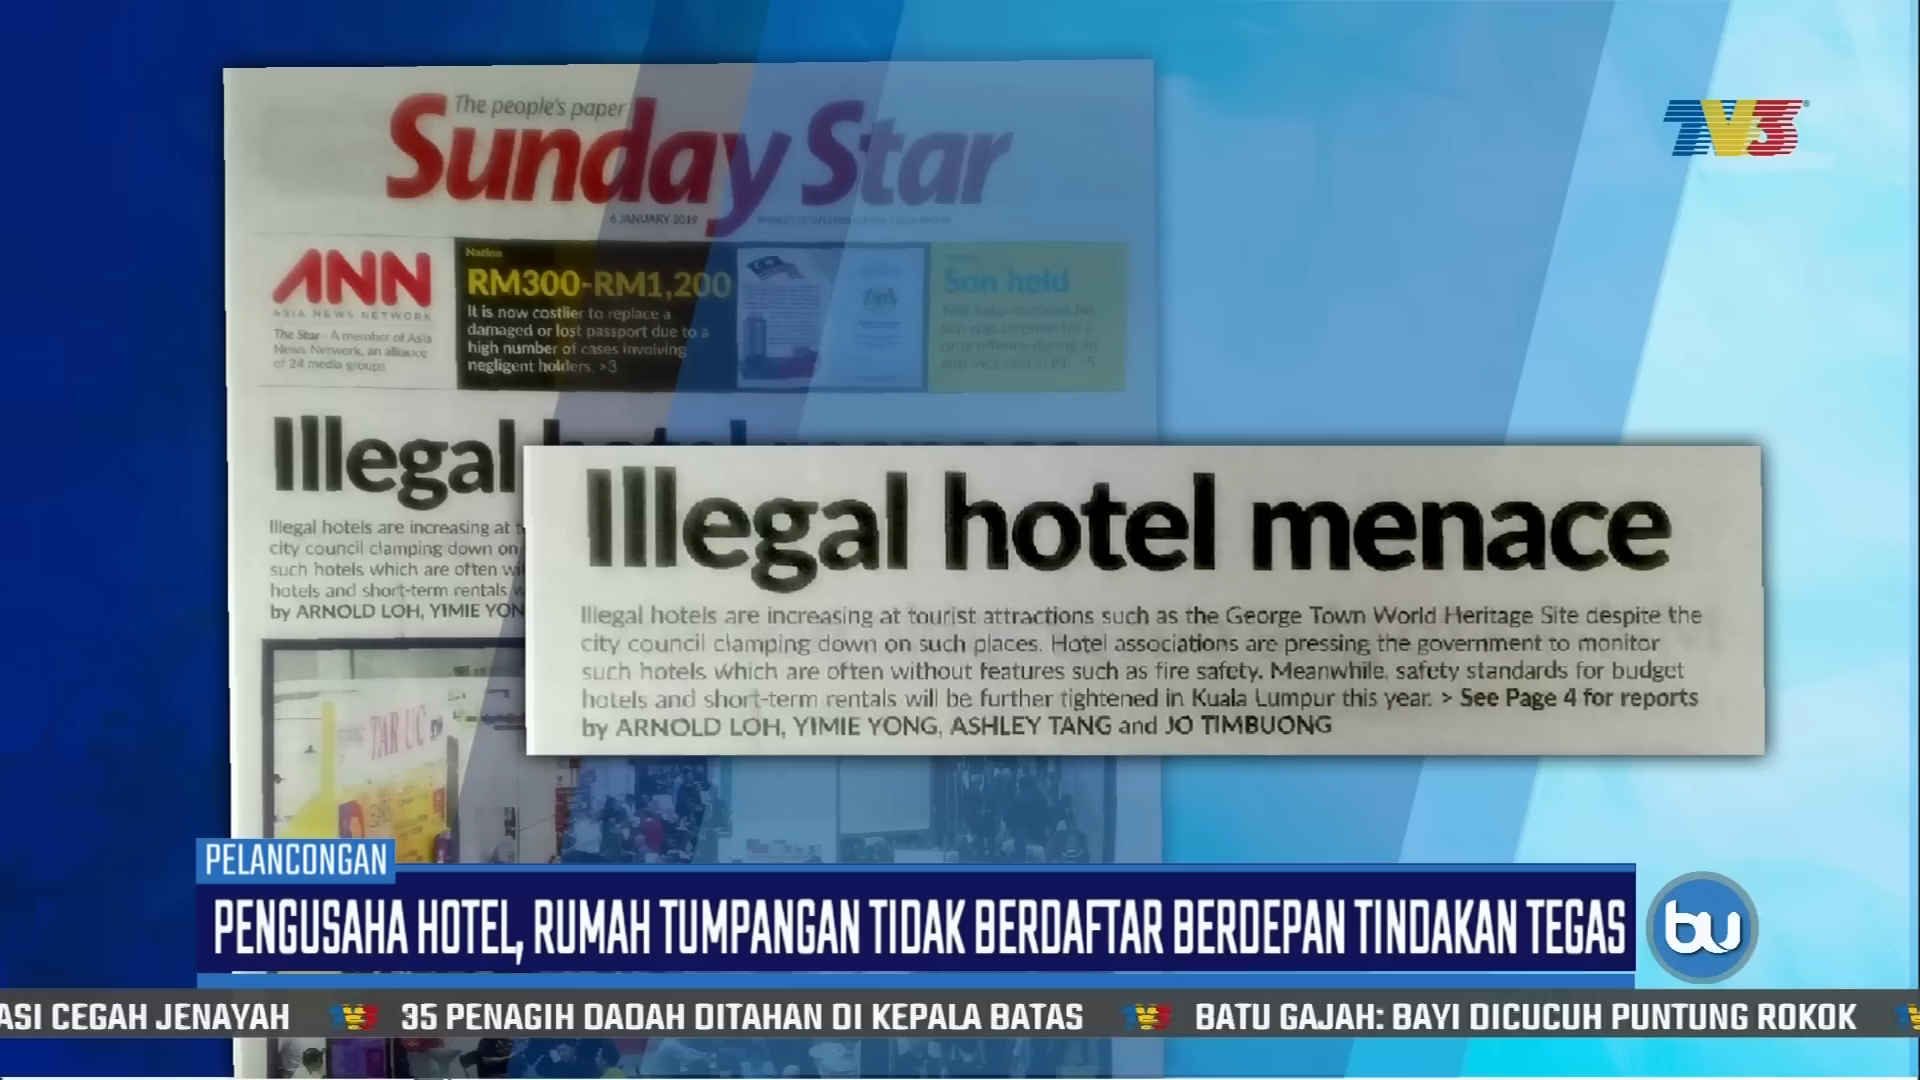 The people's paper
Sunday Star
6 JANUARY 2019
TV3
ANN
ASIA NEWS NETWORK
The Star - A member of Asia
News Network, an alliance
of 24 media groups
Nation
RM300-RM1,200
It is now costlier to replace a
damaged or lost passport due to a
high number of cases involving
negligent holders. >3
Son held
Illegal
Illegal hotels are increasing at
city council clamping down on
such hotels which are often
hotels and short-term rentals
by ARNOLD LOH, YIMIE YON
Illegal hotel menace
Illegal hotels are increasing at tourist attractions such as the George Town World Heritage Site despite the
city council clamping down on such places. Hotel associations are pressing the government to monitor
such hotels which are often without features such as fire safety. Meanwhile, safety standards for budget
hotels and short-term rentals will be further tightened in Kuala Lumpur this year. > See Page 4 for reports
by ARNOLD LOH, YIMIE YONG, ASHLEY TANG and JO TIMBUONG
TAR UC
PELANCONGAN
PENGUSAHA HOTEL, RUMAH TUMPANGAN TIDAK BERDAFTAR BERDEPAN TINDAKAN TEGAS
bu
ASI CEGAH JENAYAH TV3 35 PENAGIH DADAH DITAHAN DI KEPALA BATAS TV3 BATU GAJAH: BAYI DICUCUH PUNTUNG ROKOK